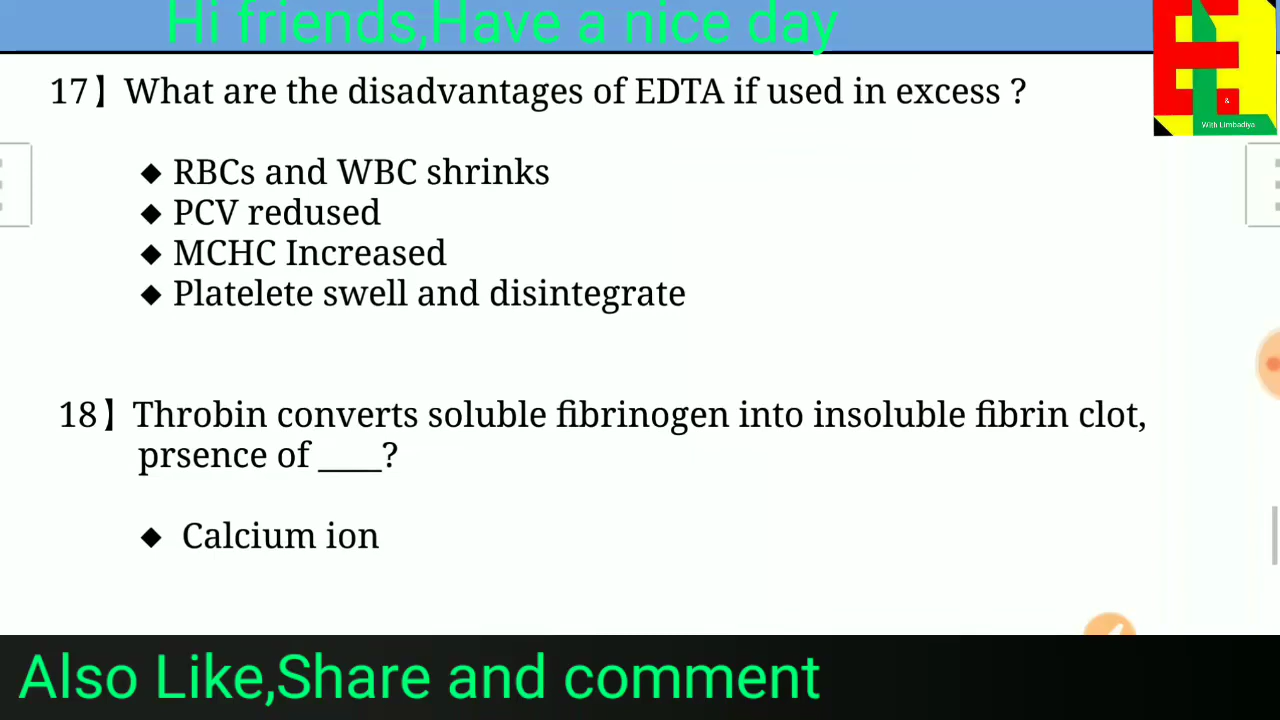 Hi friends,Have a nice day
&
With Limbadiya
17】What are the disadvantages of EDTA if used in excess ?
◆ RBCs and WBC shrinks
◆ PCV redused
◆ MCHC Increased
◆ Platelete swell and disintegrate
18】Throbin converts soluble fibrinogen into insoluble fibrin clot,
prsence of ____?
◆ Calcium ion
Also Like,Share and comment